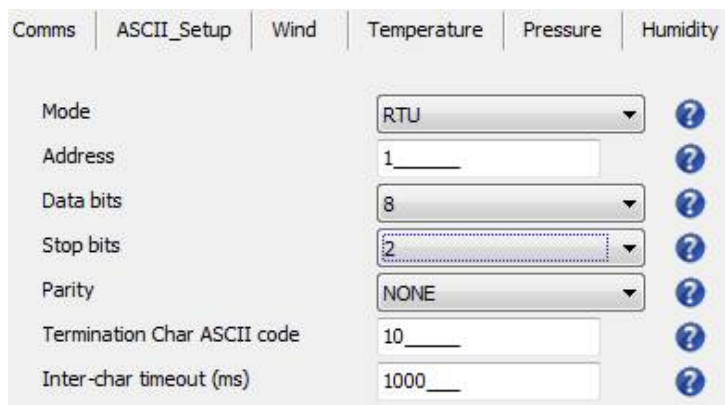 Comms ASCII_Setup Wind Temperature Pressure Humidity
Mode RTU ?
Address 1______ ?
Data bits 8 ?
Stop bits 2 ?
Parity NONE ?
Termination Char ASCII code 10_____ ?
Inter-char timeout (ms) 1000___ ?